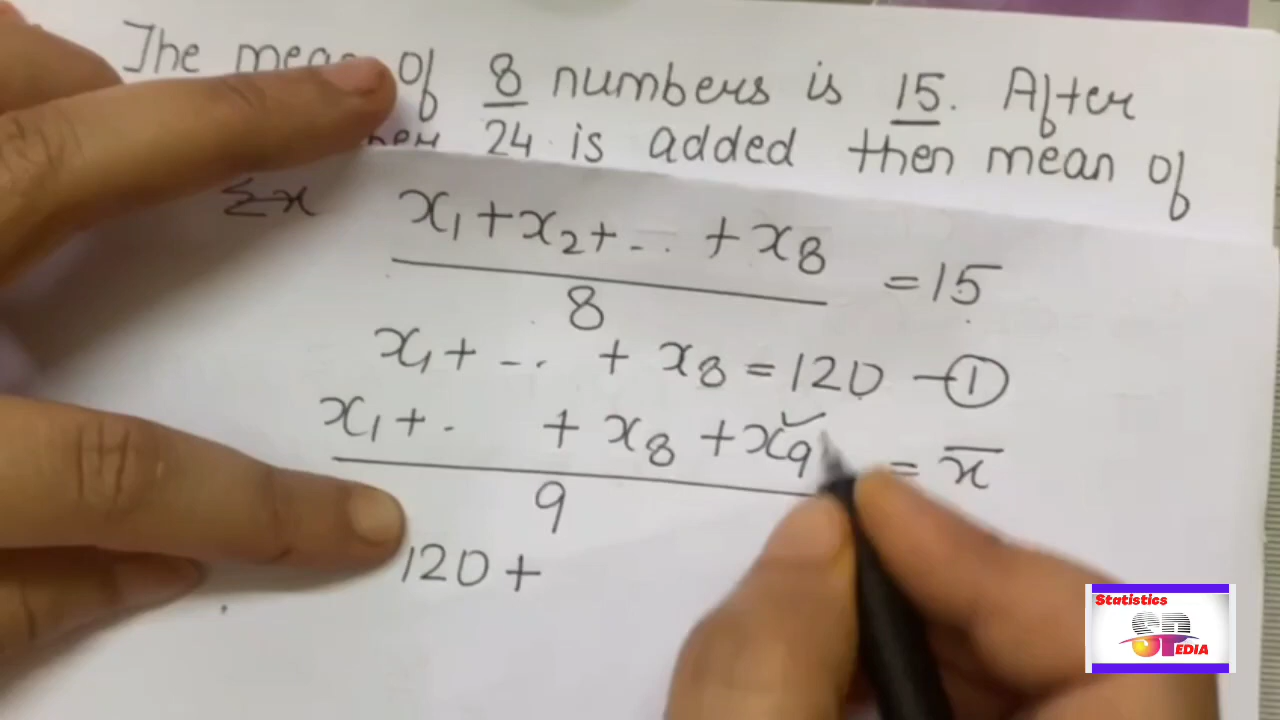 The mean of 8 numbers is 15. After
24 is added then mean of
Σx x₁+x₂+... +x₈
= 15
8
x₁+ ... + x₈ = 120 -①
x₁+ . + x₈ + x₉
= x̄
9
120 +
Statistics
EDIA